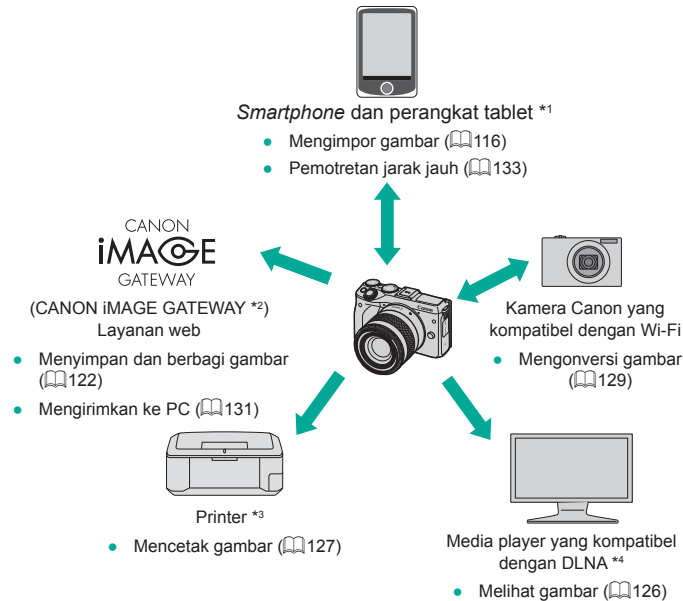 Smartphone dan perangkat tablet *1
● Mengimpor gambar (116)
● Pemotretan jarak jauh (133)
CANON
iMAGE
GATEWAY
(CANON iMAGE GATEWAY *2)
Layanan web
● Menyimpan dan berbagi gambar
(122)
● Mengirimkan ke PC (131)
Canon
Kamera Canon yang
kompatibel dengan Wi-Fi
● Mengonversi gambar
(129)
Printer *3
● Mencetak gambar (127)
Media player yang kompatibel
dengan DLNA *4
● Melihat gambar (126)